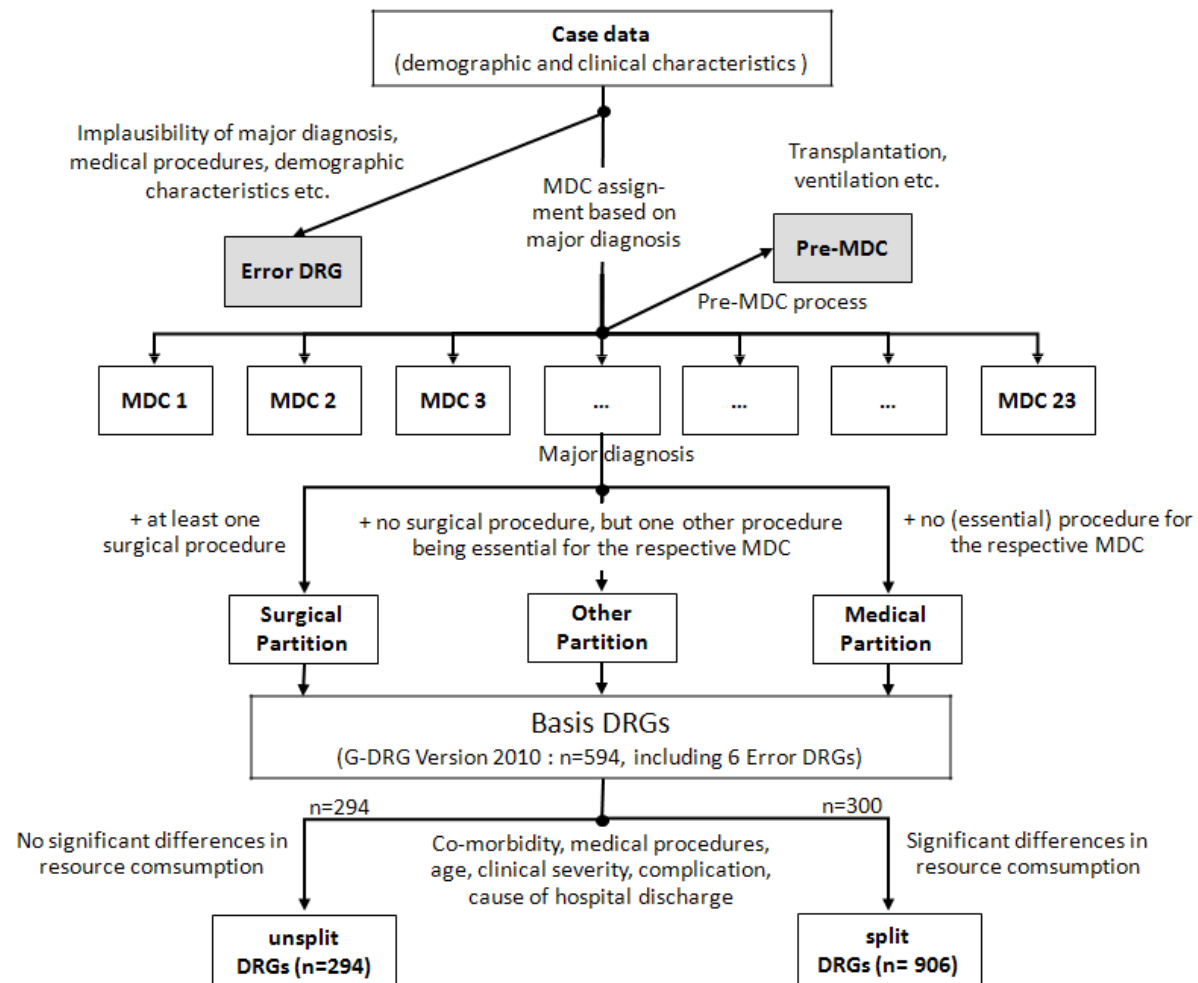 Case data
(demographic and clinical characteristics )
Implausibility of major diagnosis,
medical procedures, demographic
characteristics etc.
MDC assign-
ment based on
major diagnosis
Transplantation,
ventilation etc.
Error DRG
Pre-MDC
Pre-MDC process
MDC 1
MDC 2
MDC 3
...
...
...
MDC 23
Major diagnosis
+ at least one
surgical procedure
+ no surgical procedure, but one other procedure
being essential for the respective MDC
+ no (essential) procedure for
the respective MDC
Surgical
Partition
Other
Partition
Medical
Partition
Basis DRGs
(G-DRG Version 2010 : n=594, including 6 Error DRGs)
n=294
n=300
No significant differences in
resource comsumption
Co-morbidity, medical procedures,
age, clinical severity, complication,
cause of hospital discharge
Significant differences in
resource comsumption
unsplit
DRGs (n=294)
split
DRGs (n= 906)